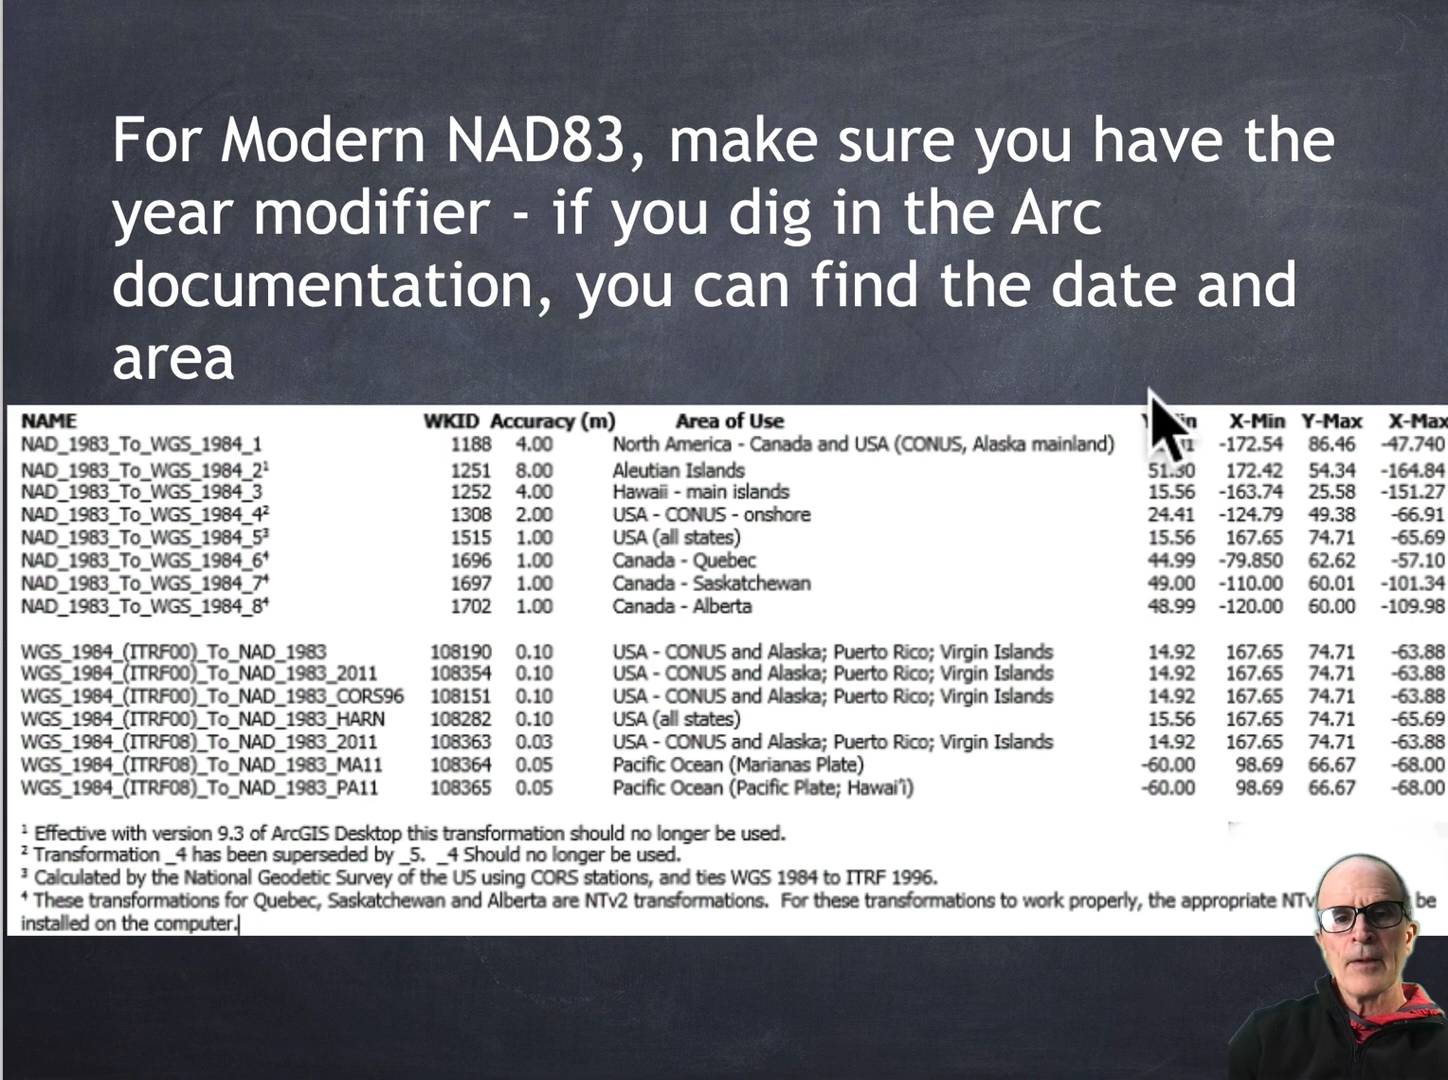 For Modern NAD83, make sure you have the
year modifier - if you dig in the Arc
documentation, you can find the date and
area
NAME WKID Accuracy (m) Area of Use X-Min Y-Max X-Max
NAD_1983_To_WGS_1984_1 1188 4.00 North America - Canada and USA (CONUS, Alaska mainland) -172.54 86.46 -47.740
NAD_1983_To_WGS_1984_2¹ 1251 8.00 Aleutian Islands 51.30 172.42 54.34 -164.84
NAD_1983_To_WGS_1984_3 1252 4.00 Hawaii - main islands 15.56 -163.74 25.58 -151.27
NAD_1983_To_WGS_1984_4² 1308 2.00 USA - CONUS - onshore 24.41 -124.79 49.38 -66.91
NAD_1983_To_WGS_1984_5³ 1515 1.00 USA (all states) 15.56 167.65 74.71 -65.69
NAD_1983_To_WGS_1984_6⁴ 1696 1.00 Canada - Quebec 44.99 -79.850 62.62 -57.10
NAD_1983_To_WGS_1984_7⁴ 1697 1.00 Canada - Saskatchewan 49.00 -110.00 60.01 -101.34
NAD_1983_To_WGS_1984_8⁴ 1702 1.00 Canada - Alberta 48.99 -120.00 60.00 -109.98
WGS_1984_(ITRF00)_To_NAD_1983 108190 0.10 USA - CONUS and Alaska; Puerto Rico; Virgin Islands 14.92 167.65 74.71 -63.88
WGS_1984_(ITRF00)_To_NAD_1983_2011 108354 0.10 USA - CONUS and Alaska; Puerto Rico; Virgin Islands 14.92 167.65 74.71 -63.88
WGS_1984_(ITRF00)_To_NAD_1983_CORS96 108151 0.10 USA - CONUS and Alaska; Puerto Rico; Virgin Islands 14.92 167.65 74.71 -63.88
WGS_1984_(ITRF00)_To_NAD_1983_HARN 108282 0.10 USA (all states) 15.56 167.65 74.71 -65.69
WGS_1984_(ITRF08)_To_NAD_1983_2011 108363 0.03 USA - CONUS and Alaska; Puerto Rico; Virgin Islands 14.92 167.65 74.71 -63.88
WGS_1984_(ITRF08)_To_NAD_1983_MA11 108364 0.05 Pacific Ocean (Marianas Plate) -60.00 98.69 66.67 -68.00
WGS_1984_(ITRF08)_To_NAD_1983_PA11 108365 0.05 Pacific Ocean (Pacific Plate; Hawai'i) -60.00 98.69 66.67 -68.00
¹ Effective with version 9.3 of ArcGIS Desktop this transformation should no longer be used.
² Transformation _4 has been superseded by _5. _4 Should no longer be used.
³ Calculated by the National Geodetic Survey of the US using CORS stations, and ties WGS 1984 to ITRF 1996.
⁴ These transformations for Quebec, Saskatchewan and Alberta are NTv2 transformations. For these transformations to work properly, the appropriate be
installed on the computer.